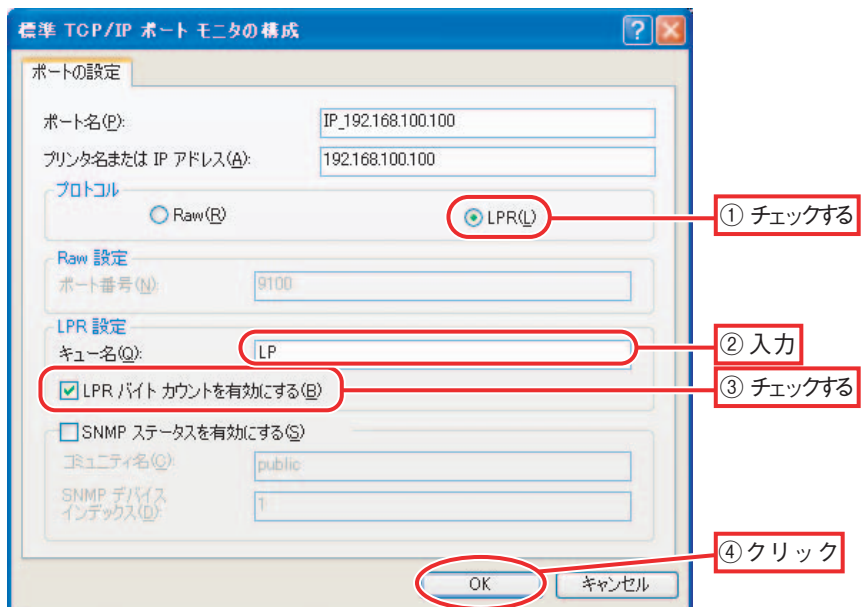 標準 TCP/IP ポート モニタの構成
ポートの設定
ポート名(P): IP_192.168.100.100
プリンタ名または IP アドレス(A): 192.168.100.100
プロトコル
Raw(R) LPR(L) ① チェックする
Raw 設定
ポート番号(N): 9100
LPR 設定
キュー名(Q): LP ② 入力
LPR バイト カウントを有効にする(B) ③ チェックする
SNMP ステータスを有効にする(S)
コミュニティ名(C): public
SNMP デバイス
インデックス(D): 1
④ クリック
OK キャンセル